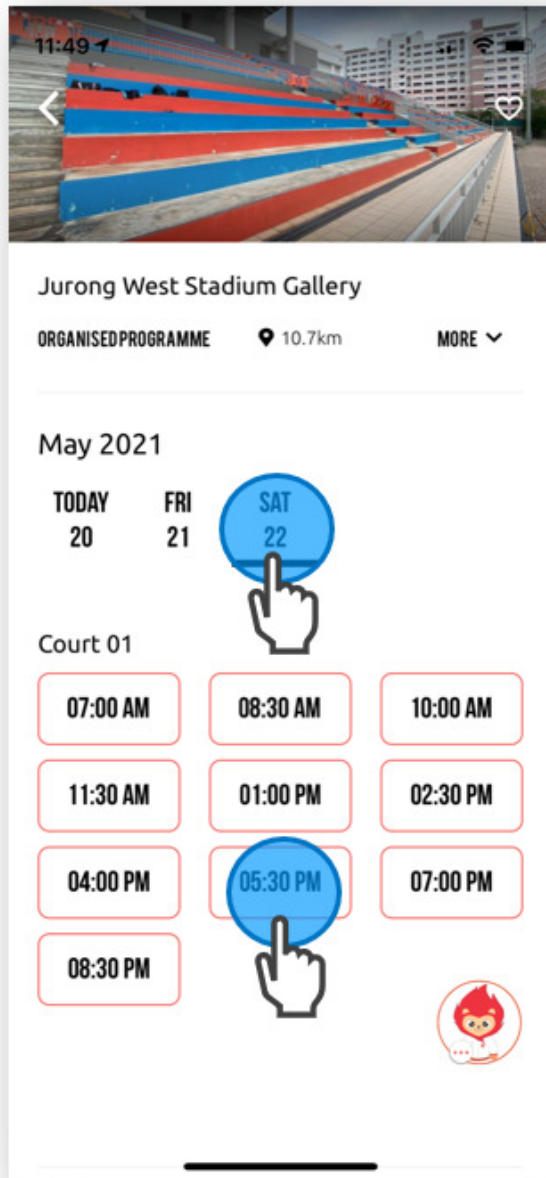 11:49
Jurong West Stadium Gallery
ORGANISED PROGRAMME 10.7km MORE
May 2021
TODAY FRI SAT
20 21 22
Court 01
07:00 AM 08:30 AM 10:00 AM
11:30 AM 01:00 PM 02:30 PM
04:00 PM 05:30 PM 07:00 PM
08:30 PM